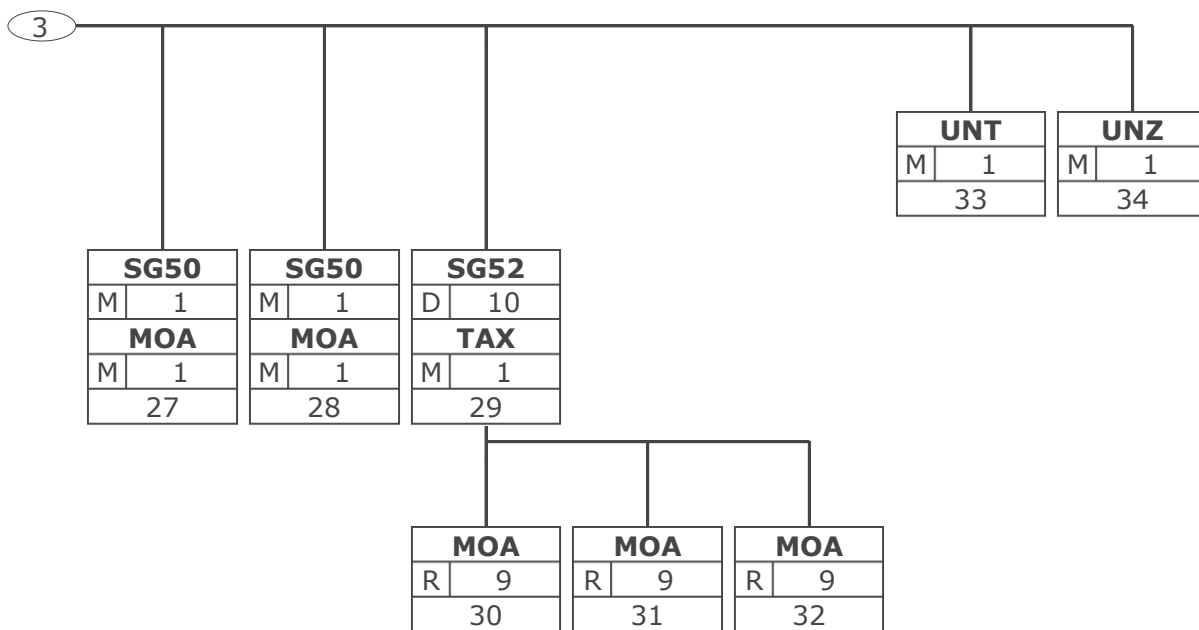 3
UNT UNZ
M 1 M 1
33 34
SG50 SG50 SG52
M 1 M 1 D 10
MOA MOA TAX
M 1 M 1 M 1
27 28 29
MOA MOA MOA
R 9 R 9 R 9
30 31 32